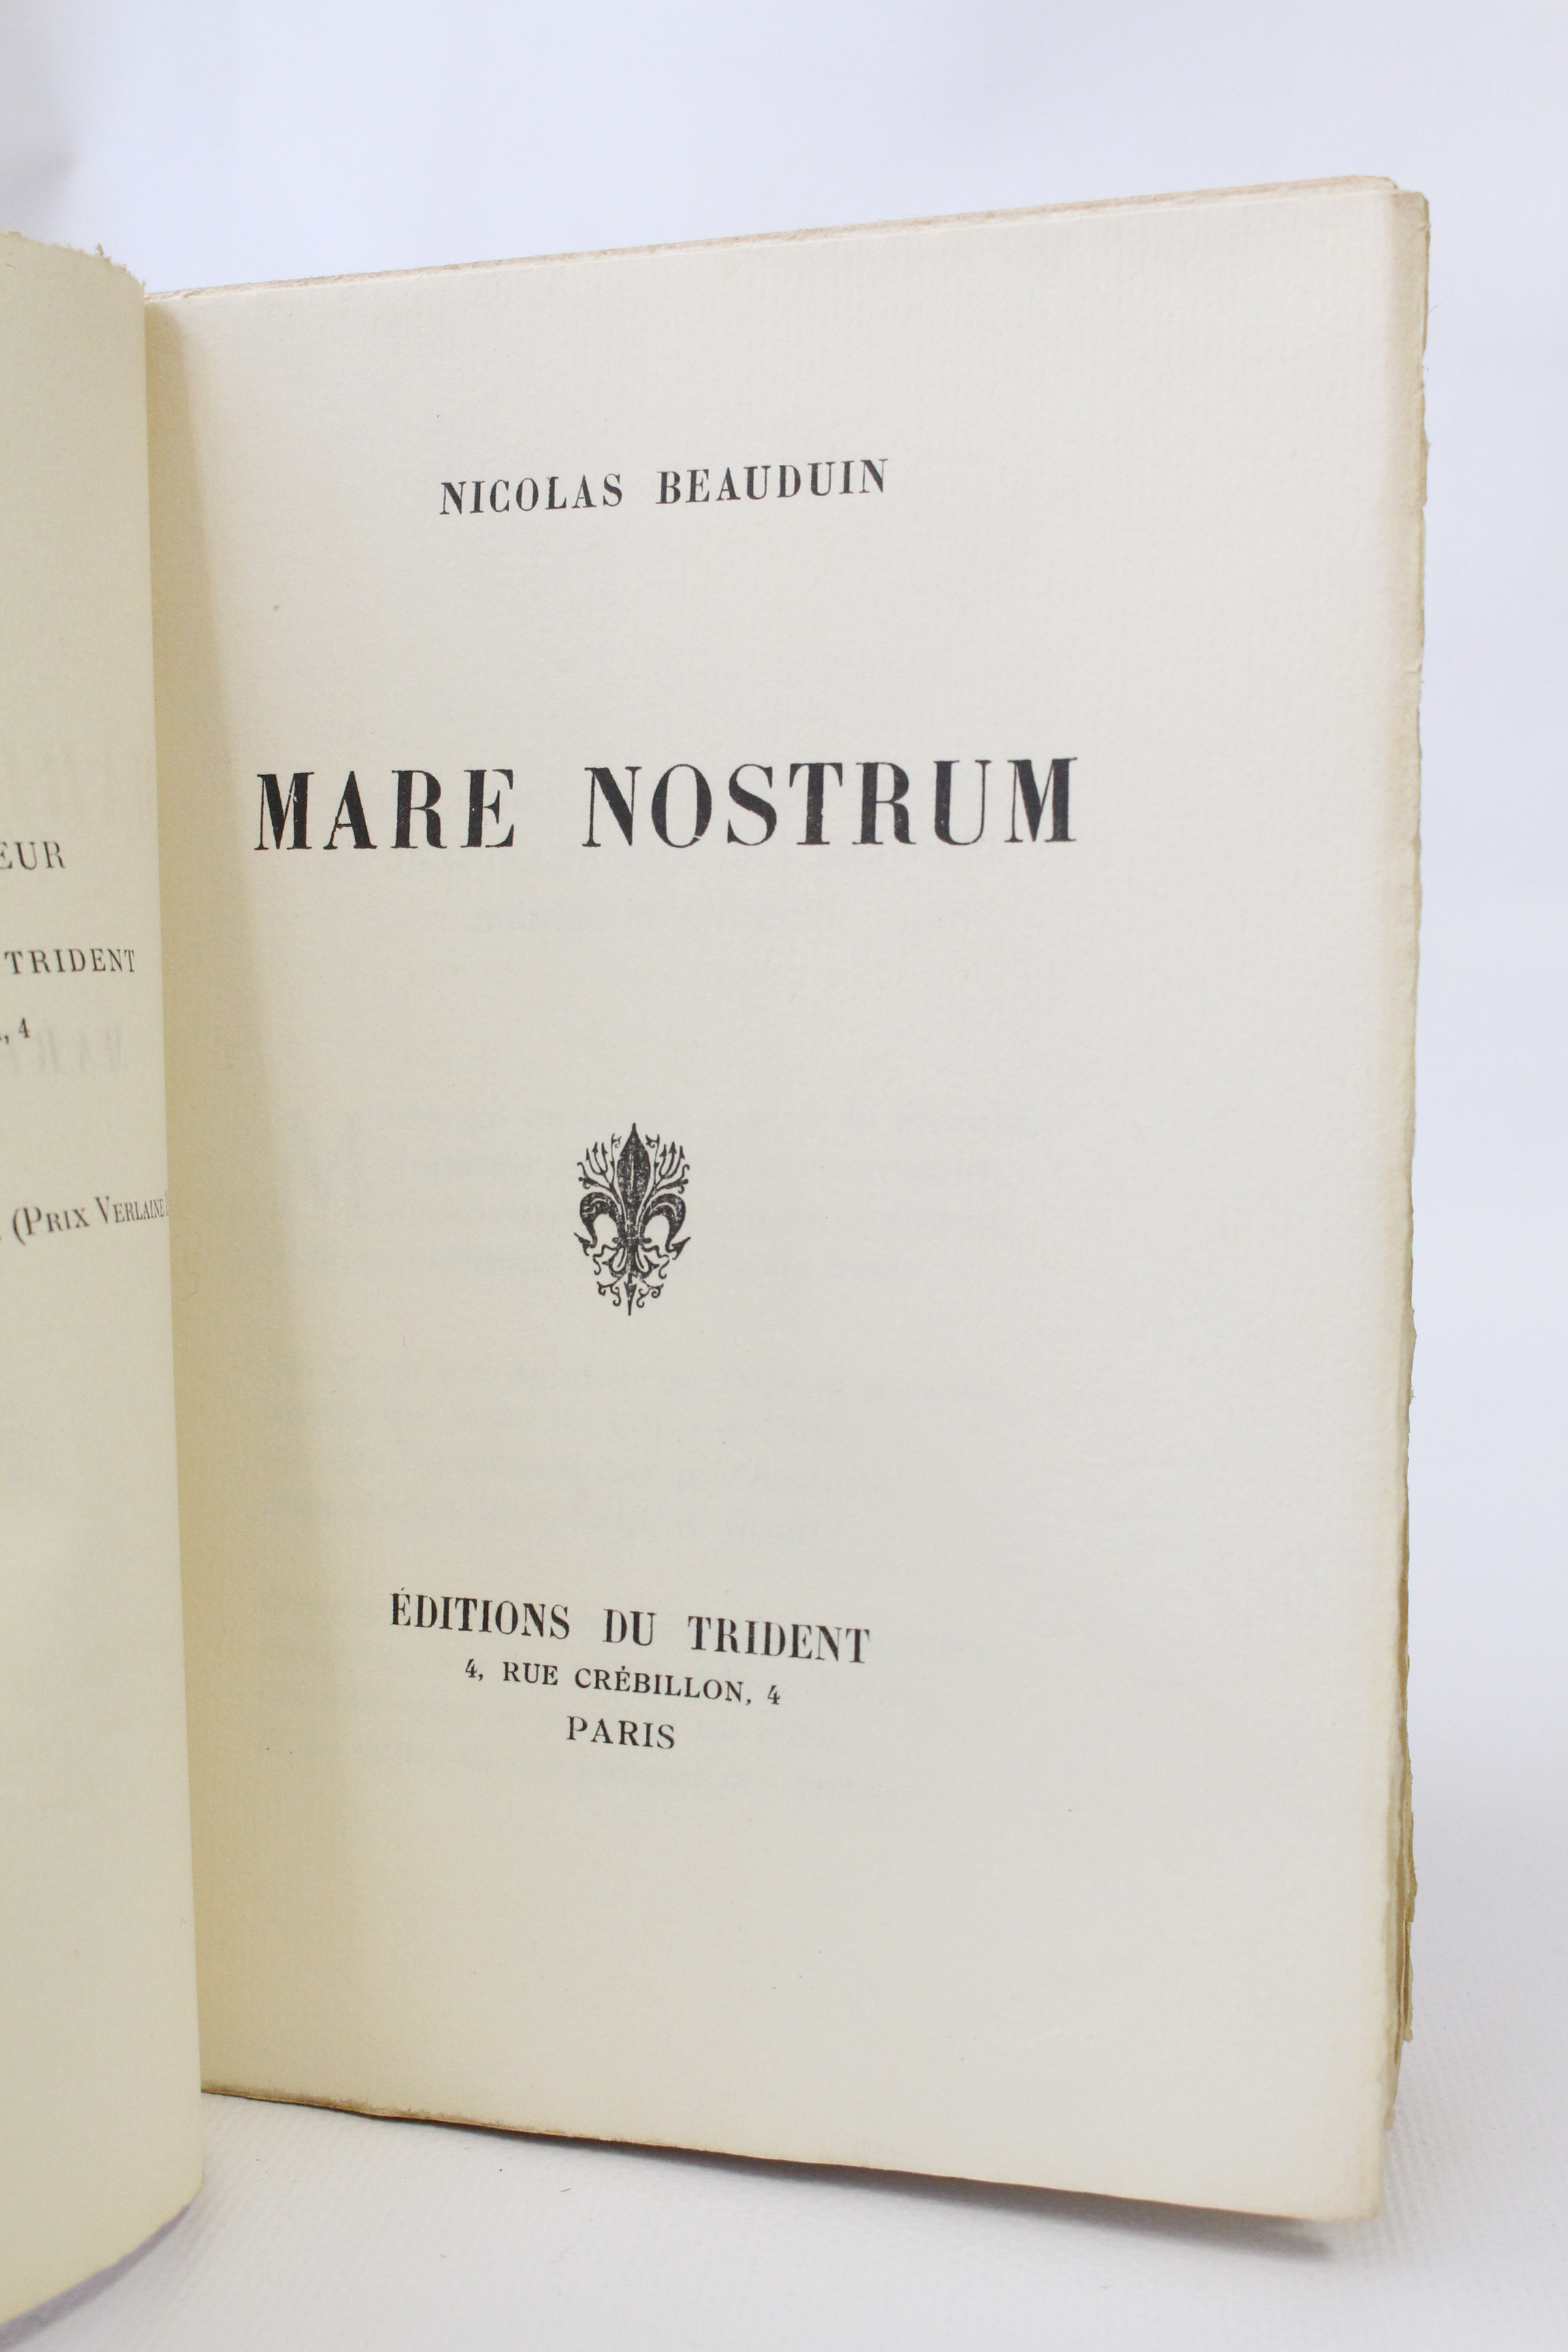 EUR
TRIDENT
, 4
(PRIX VERLAINE
NICOLAS BEAUDUIN
MARE NOSTRUM
ÉDITIONS DU TRIDENT
4, RUE CRÉBILLON, 4
PARIS